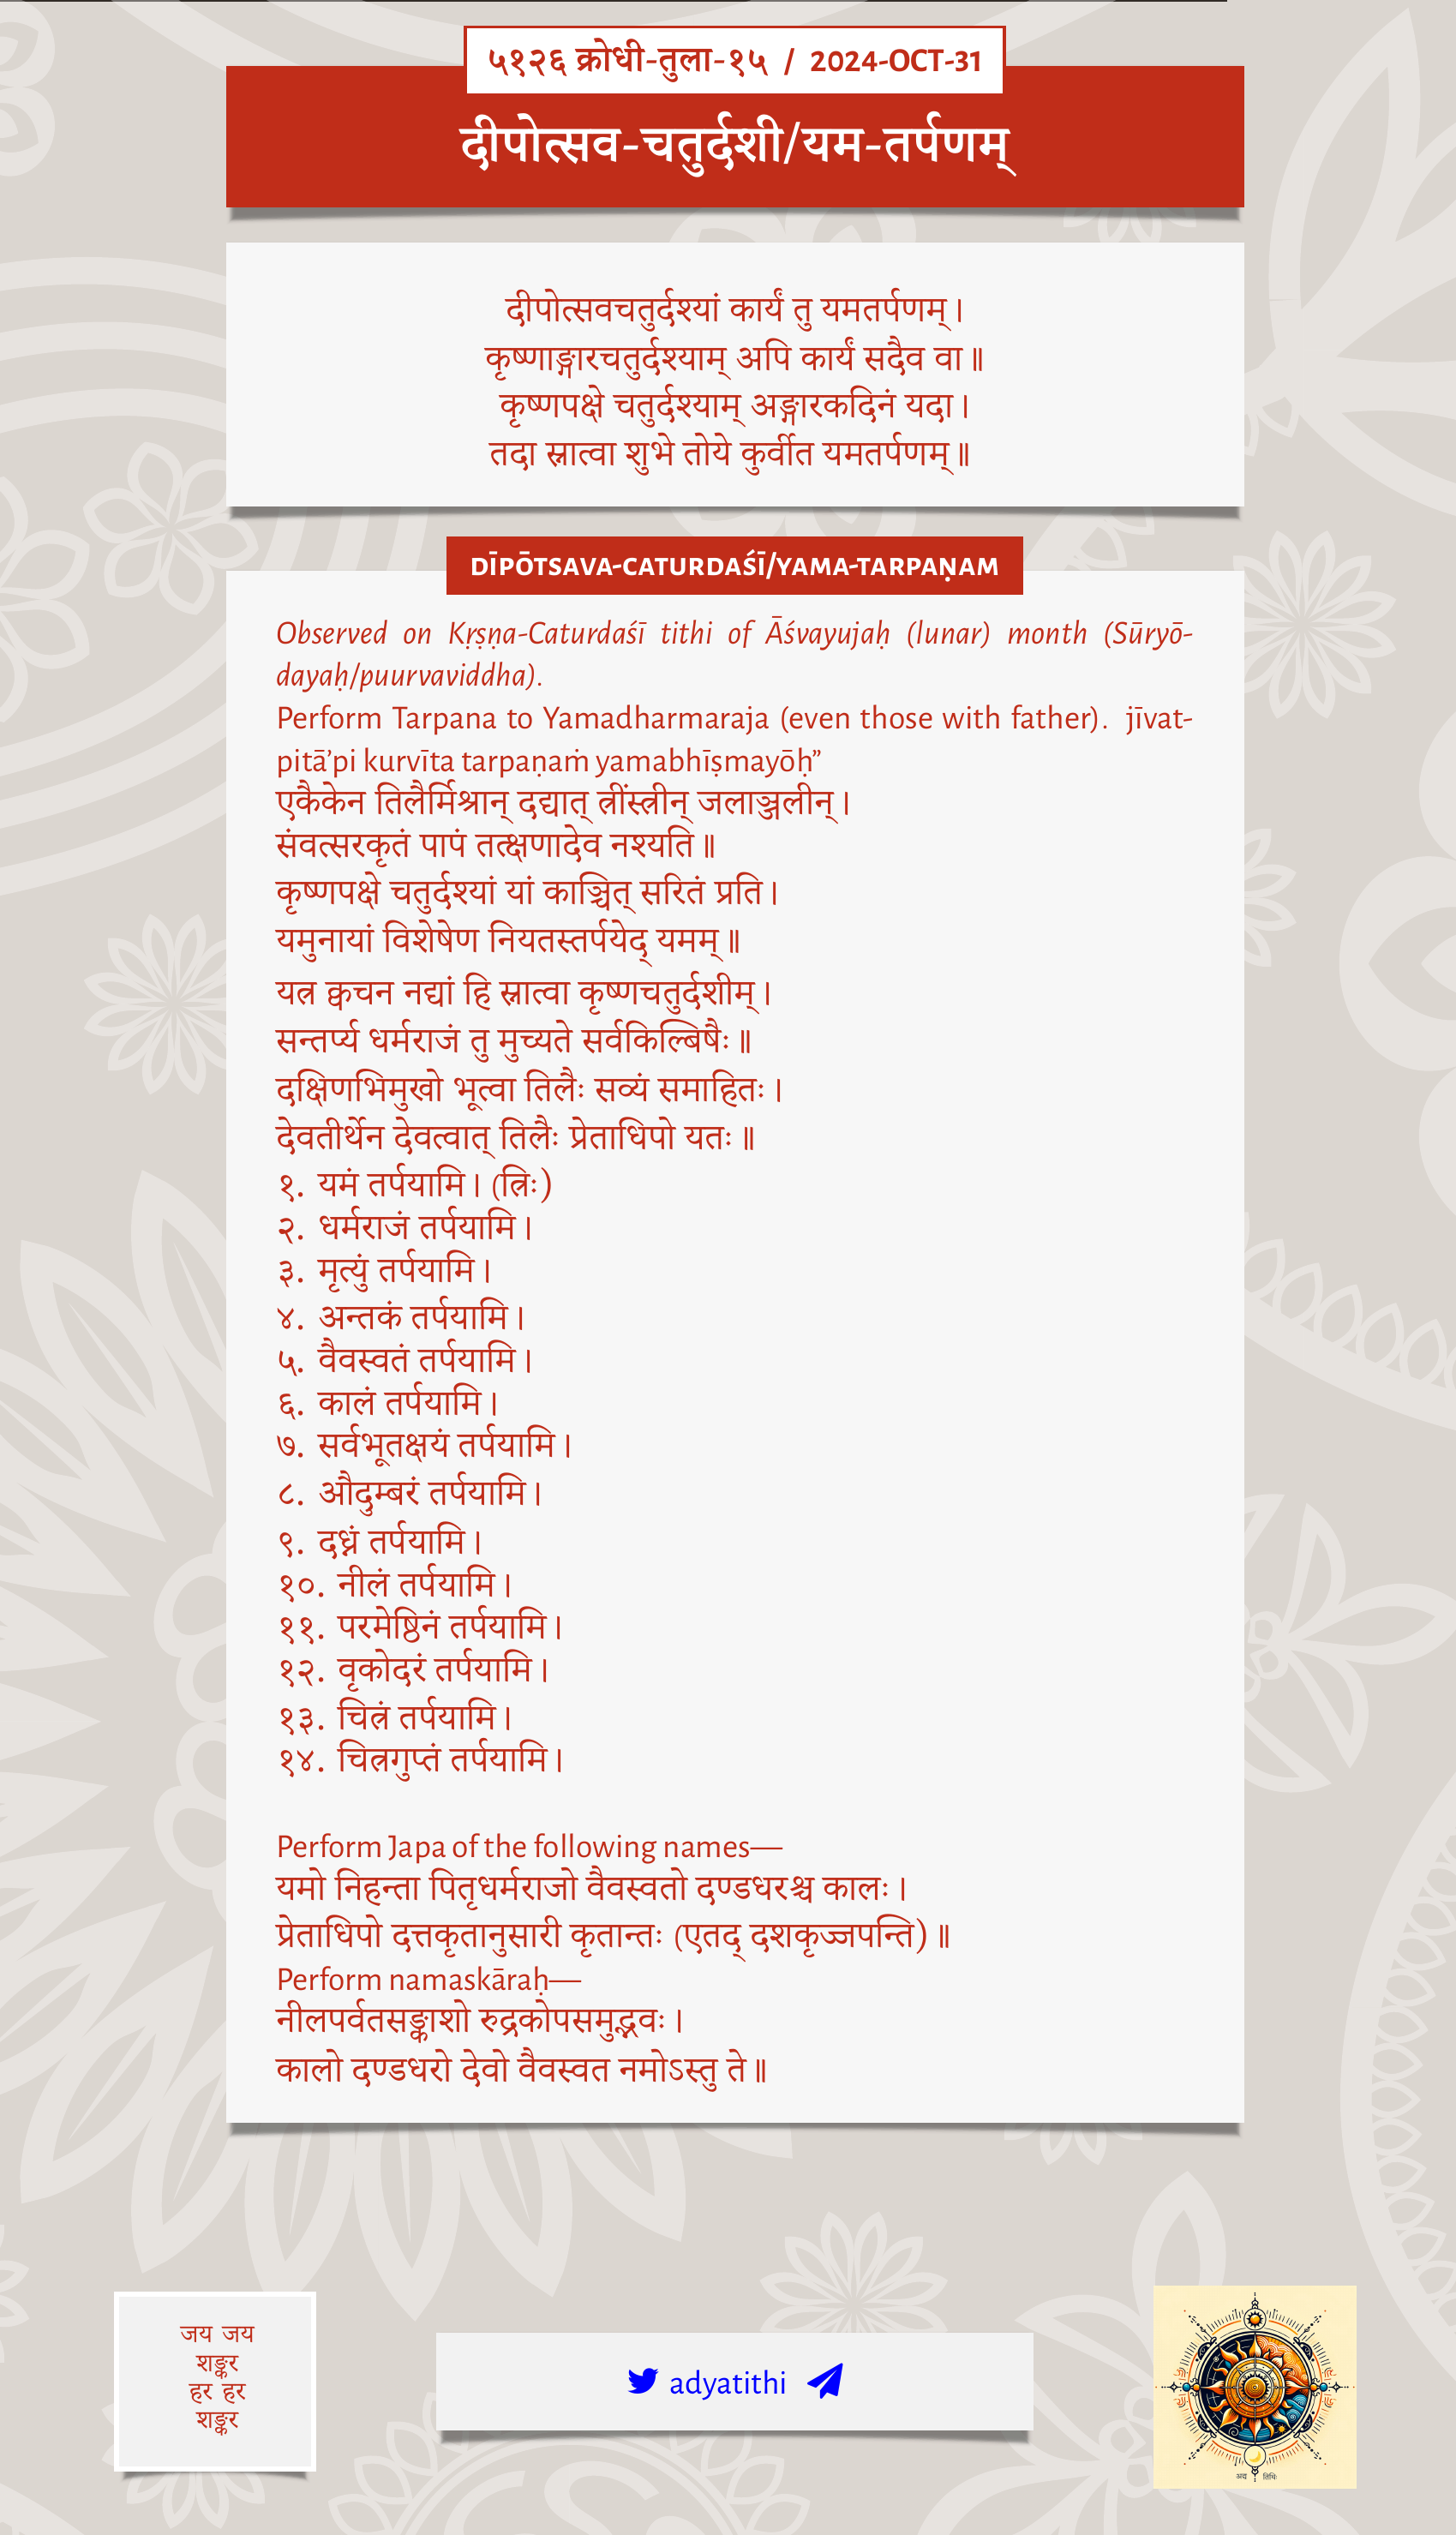 ५१२६ क्रोधी-तुला-१५ / 2024-OCT-31
दीपोत्सव-चतुर्दशी/यम-तर्पणम्
दीपोत्सवचतुर्दश्यां कार्यं तु यमतर्पणम्।
कृष्णाङ्गारचतुर्दश्याम् अपि कार्यं सदैव वा॥
कृष्णपक्षे चतुर्दश्याम् अङ्गारकदिनं यदा।
तदा स्नात्वा शुभे तोये कुर्वीत यमतर्पणम्॥
DĪPŌTSAVA-CATURDAŚĪ/YAMA-TARPAṆAM
Observed on Kṛṣṇa-Caturdaśī tithi of Āśvayujaḥ (lunar) month (Sūryō-
dayaḥ/puurvaviddha).
Perform Tarpana to Yamadharmaraja (even those with father). jīvat-
pitā’pi kurvīta tarpaṇaṁ yamabhīṣmayōḥ”
एकैकेन तिलैर्मिश्रान् दद्यात् त्रींस्त्रीन् जलाञ्जलीन्।
संवत्सरकृतं पापं तत्क्षणादेव नश्यति॥
कृष्णपक्षे चतुर्दश्यां यां काञ्चित् सरितं प्रति।
यमुनायां विशेषेण नियतस्तर्पयेद् यमम्॥
यत्र क्वचन नद्यां हि स्नात्वा कृष्णचतुर्दशीम्।
सन्तर्प्य धर्मराजं तु मुच्यते सर्वकिल्बिषैः॥
दक्षिणभिमुखो भूत्वा तिलैः सव्यं समाहितः।
देवतीर्थेन देवत्वात् तिलैः प्रेताधिपो यतः॥
१. यमं तर्पयामि। (त्रिः)
२. धर्मराजं तर्पयामि।
३. मृत्युं तर्पयामि।
४. अन्तकं तर्पयामि।
५. वैवस्वतं तर्पयामि।
६. कालं तर्पयामि।
७. सर्वभूतक्षयं तर्पयामि।
८. औदुम्बरं तर्पयामि।
९. दध्नं तर्पयामि।
१०. नीलं तर्पयामि।
११. परमेष्ठिनं तर्पयामि।
१२. वृकोदरं तर्पयामि।
१३. चित्रं तर्पयामि।
१४. चित्रगुप्तं तर्पयामि।
Perform Japa of the following names—
यमो निहन्ता पितृधर्मराजो वैवस्वतो दण्डधरश्च कालः।
प्रेताधिपो दत्तकृतानुसारी कृतान्तः (एतद् दशकृज्जपन्ति)॥
Perform namaskāraḥ—
नीलपर्वतसङ्काशो रुद्रकोपसमुद्भवः।
कालो दण्डधरो देवो वैवस्वत नमोऽस्तु ते॥
जय जय
शङ्कर
हर हर
शङ्कर
adyatithi
अद्य तिथिः